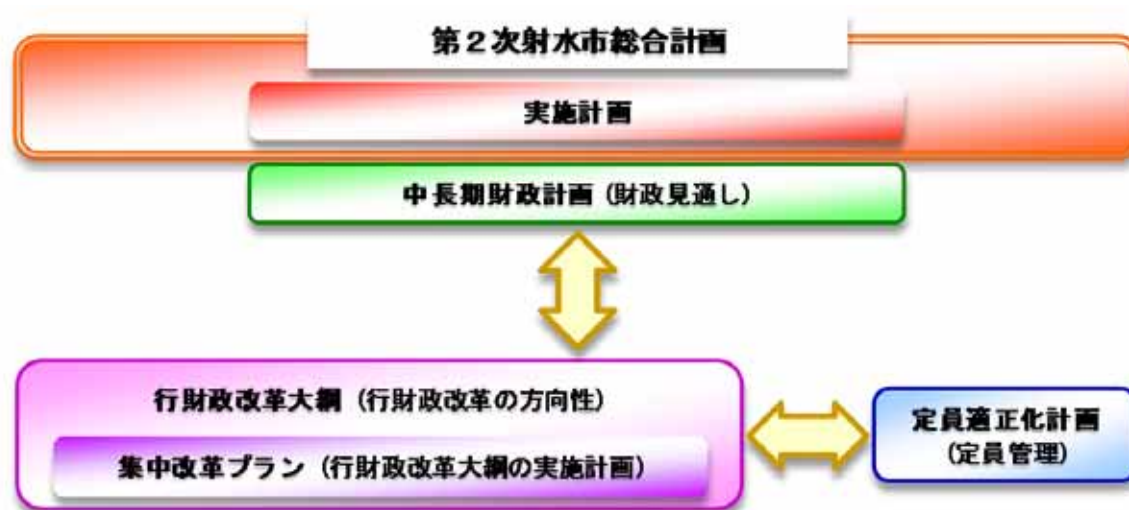 第２次射水市総合計画
実施計画
中長期財政計画（財政見通し）
行財政改革大綱（行財政改革の方向性）
集中改革プラン（行財政改革大綱の実施計画）
定員適正化計画
（定員管理）